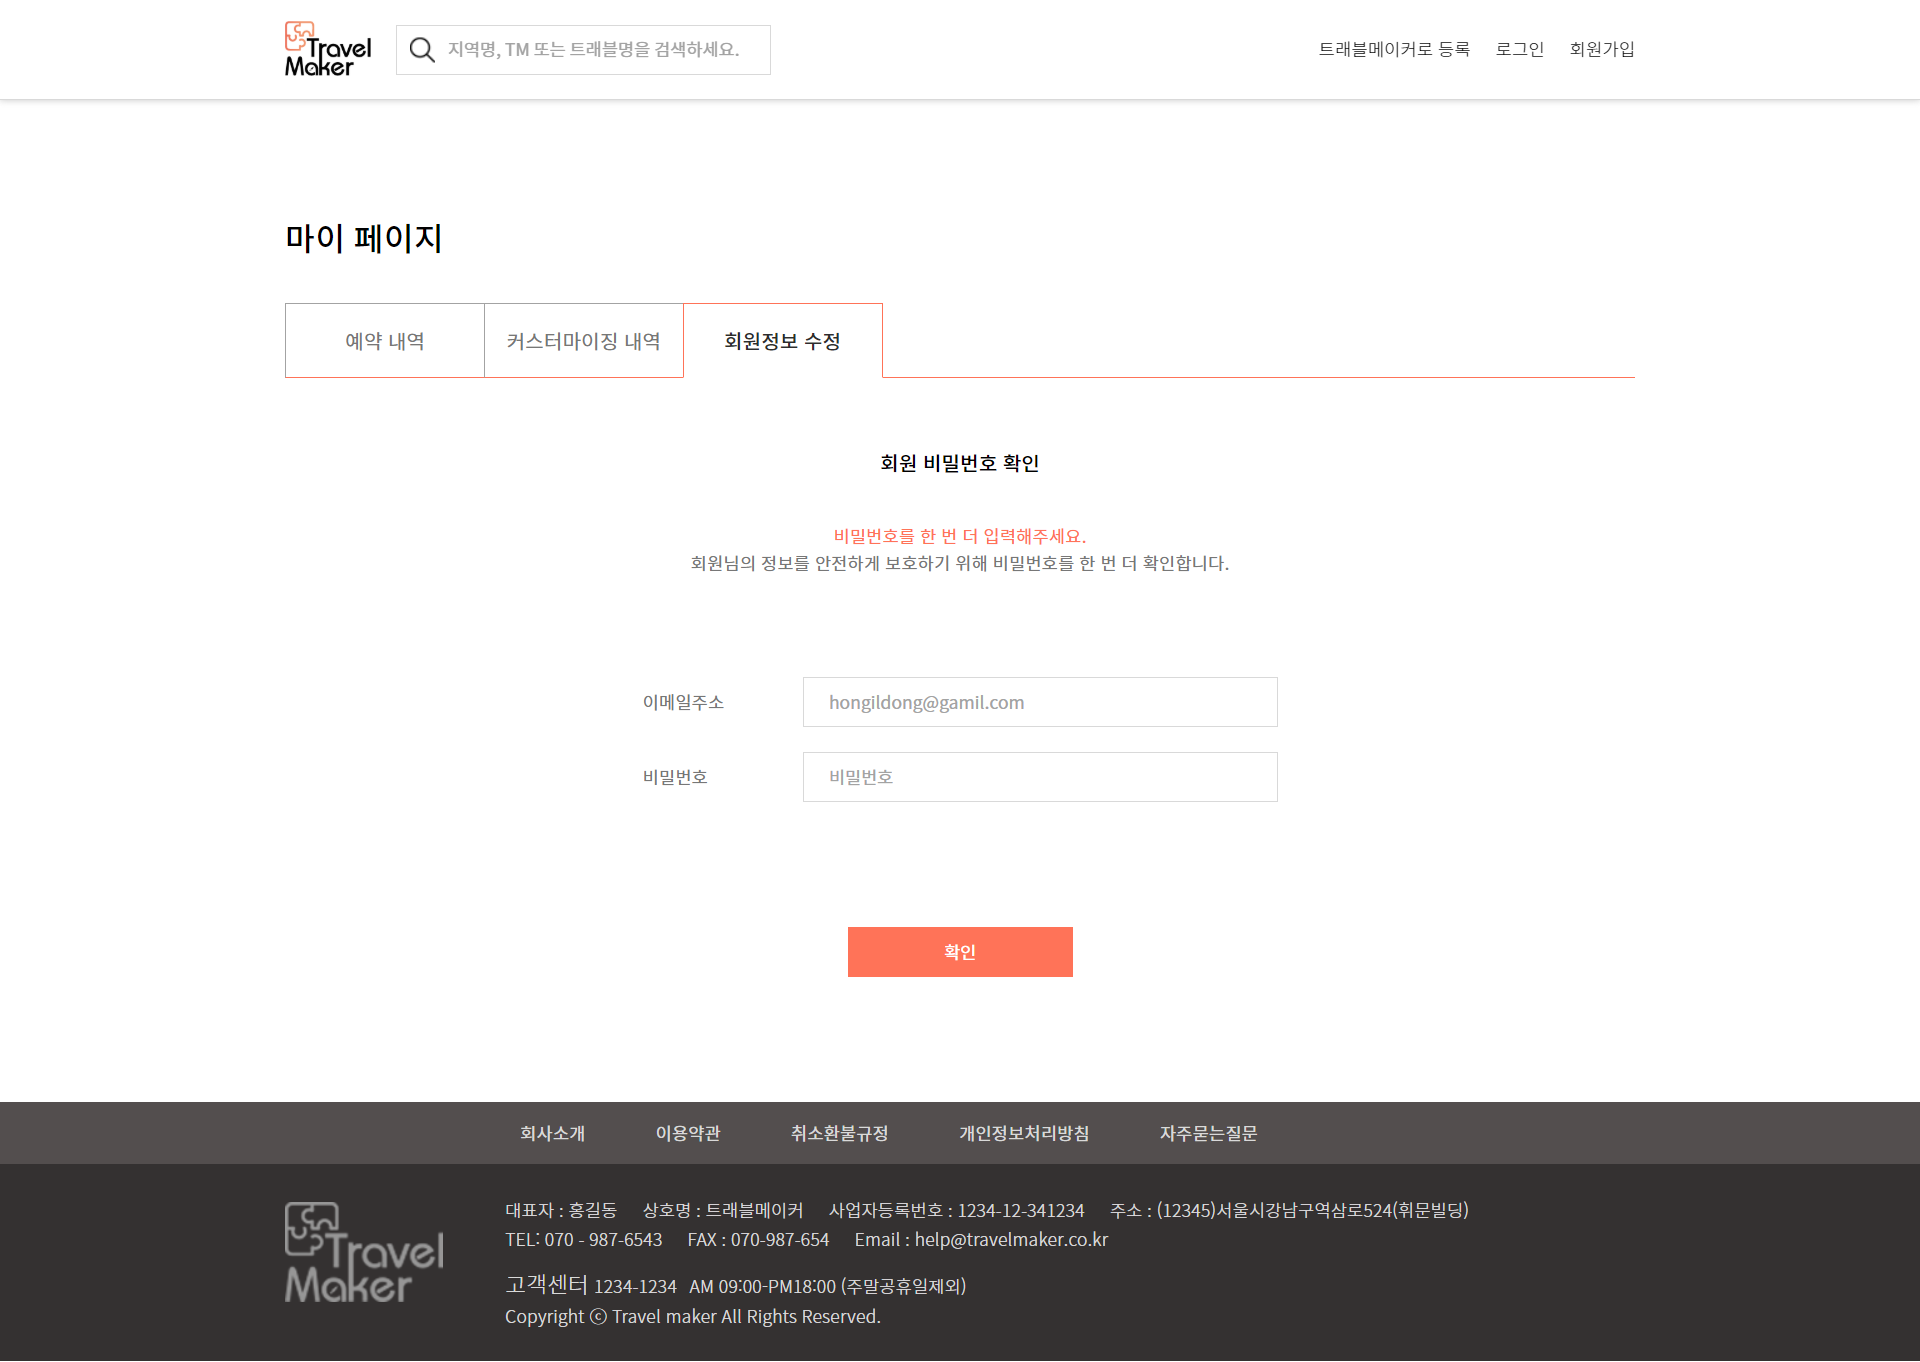 Travel
Maker
지역명, TM 또는 트래블명을 검색하세요.
트래블메이커로 등록 로그인 회원가입
마이 페이지
예약 내역 커스터마이징 내역 회원정보 수정
회원 비밀번호 확인
비밀번호를 한 번 더 입력해주세요.
회원님의 정보를 안전하게 보호하기 위해 비밀번호를 한 번 더 확인합니다.
이메일주소 hongildong@gamil.com
비밀번호 비밀번호
확인
회사소개 이용약관 취소환불규정 개인정보처리방침 자주묻는질문
Travel
Maker
대표자 : 홍길동 상호명 : 트래블메이커 사업자등록번호 : 1234-12-341234 주소 : (12345)서울시강남구역삼로524(휘문빌딩)
TEL: 070 - 987-6543 FAX : 070-987-654 Email : help@travelmaker.co.kr
고객센터 1234-1234 AM 09:00-PM18:00 (주말공휴일제외)
Copyright ⓒ Travel maker All Rights Reserved.